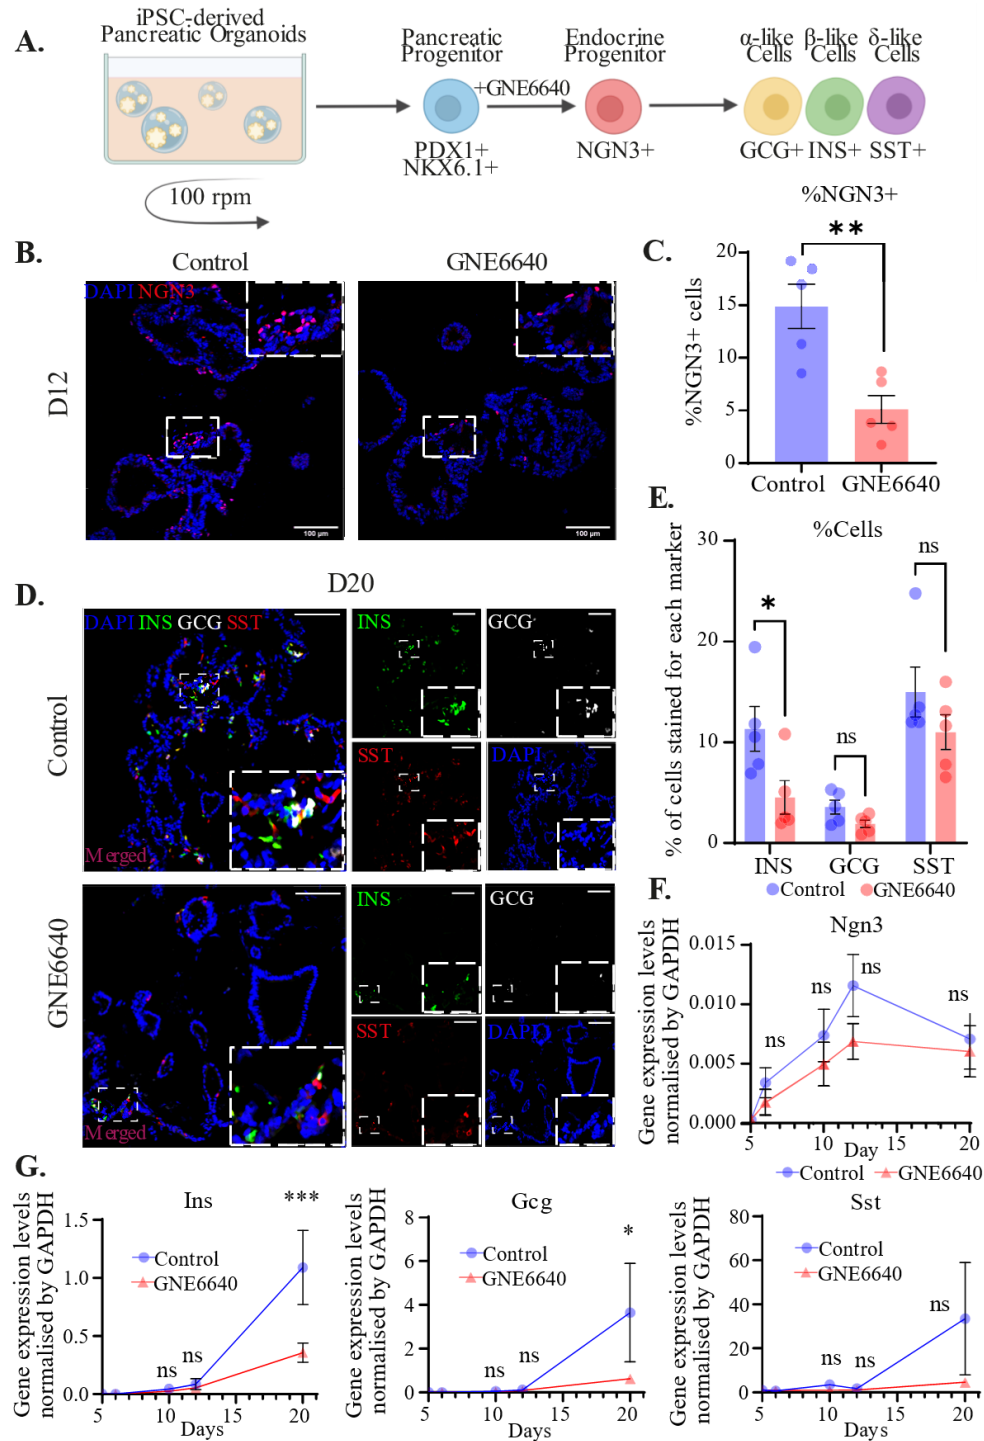 A.
iPSC-derived
Pancreatic Organoids
100 rpm
Pancreatic
Progenitor
+GNE6640
PDX1+
NKX6.1+
Endocrine
Progenitor
NGN3+
α-like
Cells
β-like
Cells
δ-like
Cells
GCG+ INS+ SST+
B.
Control
GNE6640
DAPI NGN3
D12
100 µm
100 µm
C.
%NGN3+
**
%NGN3+ cells
20
15
10
5
0
Control
GNE6640
D.
D20
DAPI INS GCG SST
Control
Merged
INS
GCG
SST
DAPI
GNE6640
Merged
INS
GCG
SST
DAPI
E.
%Cells
% of cells stained for each marker
30
20
10
0
*
ns
ns
INS
GCG
SST
Control
GNE6640
F.
Ngn3
Gene expression levels
normalised by GAPDH
0.015
0.010
0.005
0.000
ns
ns
ns
ns
5
10
15
20
Day
Control
GNE6640
G.
Ins
Gene expression levels
normalised by GAPDH
1.5
1.0
0.5
0.0
***
Control
GNE6640
ns
ns
5
10
15
20
Days
Gcg
Gene expression levels
normalised by GAPDH
8
6
4
2
0
*
Control
GNE6640
ns
ns
5
10
15
20
Days
Sst
Gene expression levels
normalised by GAPDH
80
60
40
20
0
Control
GNE6640
ns
ns
ns
5
10
15
20
Days